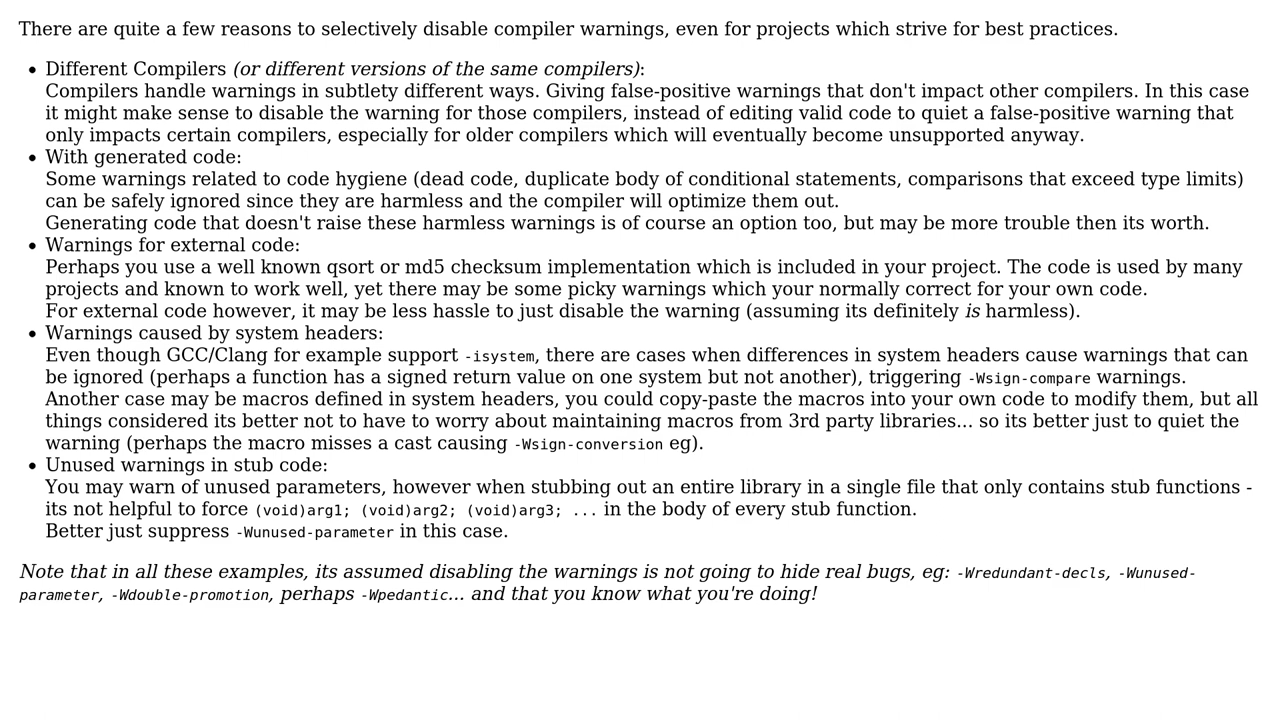 There are quite a few reasons to selectively disable compiler warnings, even for projects which strive for best practices.
• Different Compilers (or different versions of the same compilers):
Compilers handle warnings in subtlety different ways. Giving false-positive warnings that don't impact other compilers. In this case
it might make sense to disable the warning for those compilers, instead of editing valid code to quiet a false-positive warning that
only impacts certain compilers, especially for older compilers which will eventually become unsupported anyway.
• With generated code:
Some warnings related to code hygiene (dead code, duplicate body of conditional statements, comparisons that exceed type limits)
can be safely ignored since they are harmless and the compiler will optimize them out.
Generating code that doesn't raise these harmless warnings is of course an option too, but may be more trouble then its worth.
• Warnings for external code:
Perhaps you use a well known qsort or md5 checksum implementation which is included in your project. The code is used by many
projects and known to work well, yet there may be some picky warnings which your normally correct for your own code.
For external code however, it may be less hassle to just disable the warning (assuming its definitely is harmless).
• Warnings caused by system headers:
Even though GCC/Clang for example support -isystem, there are cases when differences in system headers cause warnings that can
be ignored (perhaps a function has a signed return value on one system but not another), triggering -Wsign-compare warnings.
Another case may be macros defined in system headers, you could copy-paste the macros into your own code to modify them, but all
things considered its better not to have to worry about maintaining macros from 3rd party libraries... so its better just to quiet the
warning (perhaps the macro misses a cast causing -Wsign-conversion eg).
• Unused warnings in stub code:
You may warn of unused parameters, however when stubbing out an entire library in a single file that only contains stub functions -
its not helpful to force (void)arg1; (void)arg2; (void)arg3; ... in the body of every stub function.
Better just suppress -Wunused-parameter in this case.
Note that in all these examples, its assumed disabling the warnings is not going to hide real bugs, eg: -Wredundant-decls, -Wunused-
parameter, -Wdouble-promotion, perhaps -Wpedantic... and that you know what you're doing!